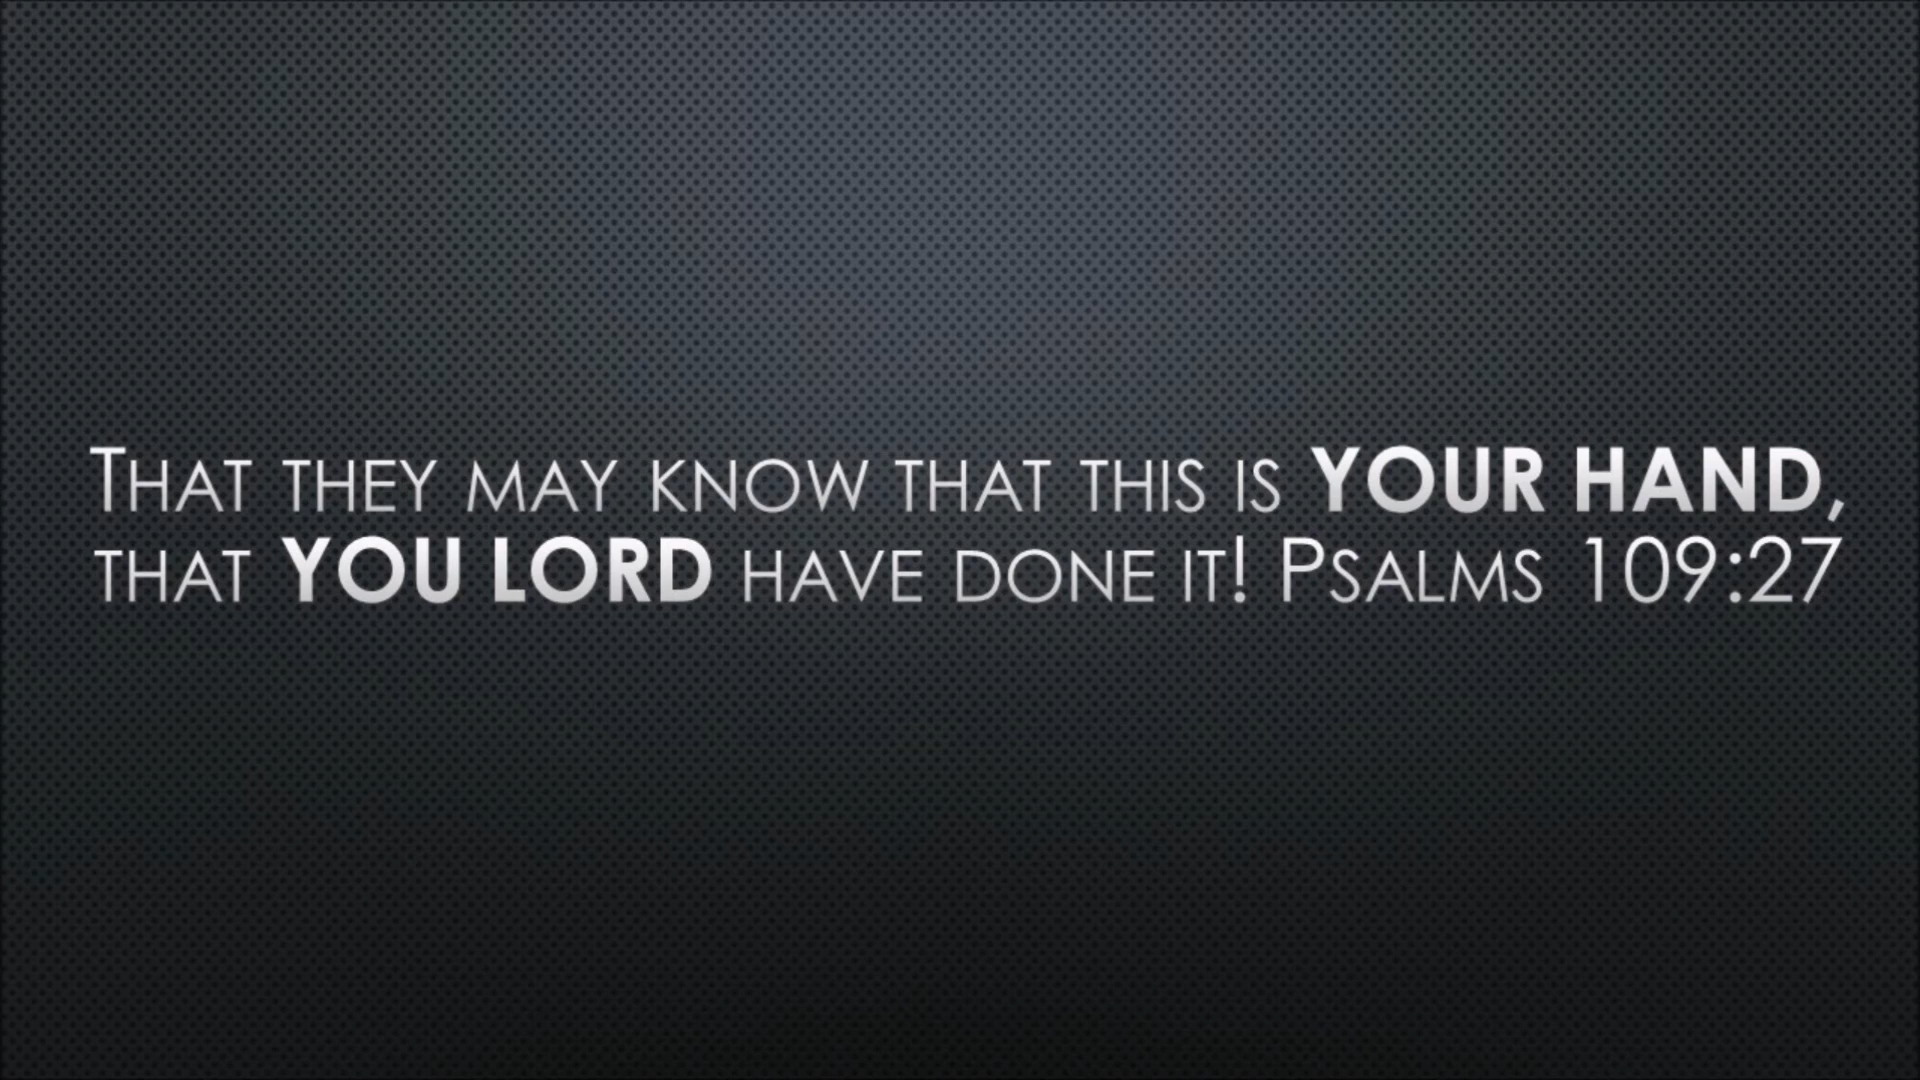 That they may know that this is YOUR HAND,
that YOU LORD have done it! Psalms 109:27